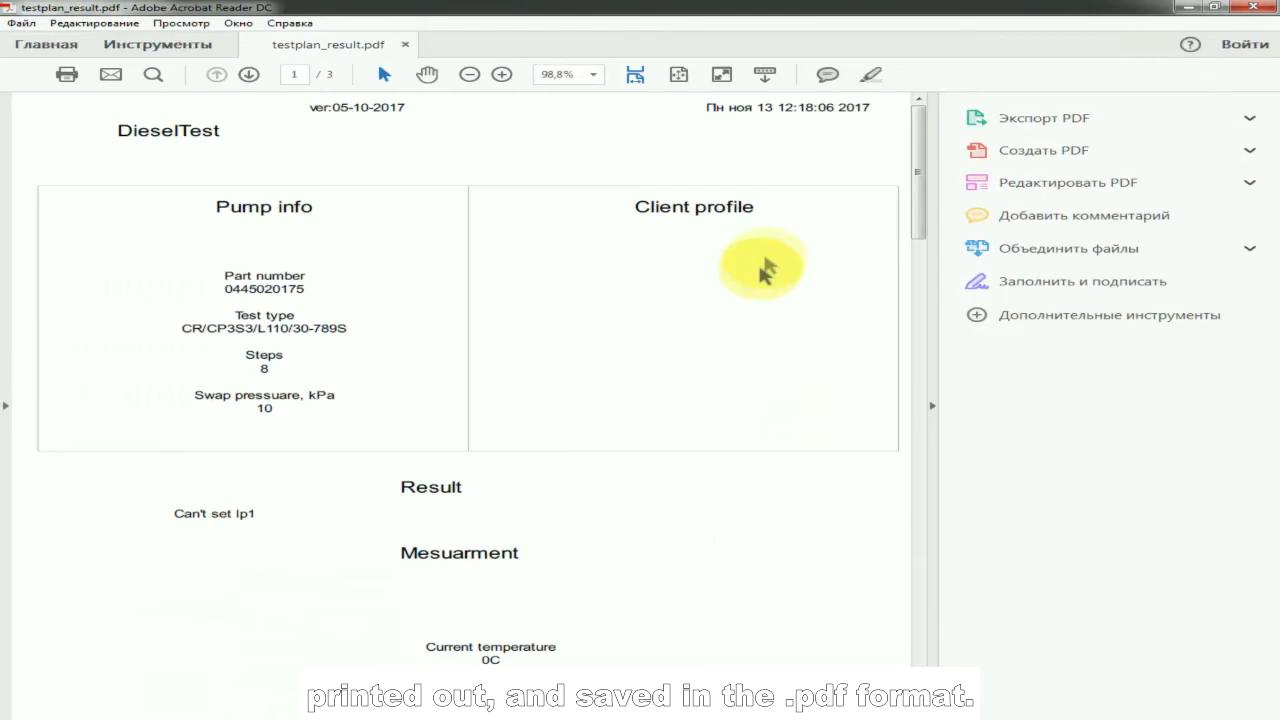 testplan_result.pdf - Adobe Acrobat Reader DC
Файл Редактирование Просмотр Окно Справка
Главная Инструменты testplan_result.pdf × Войти
1 / 3 98,8%
ver:05-10-2017 Пн ноя 13 12:18:06 2017
DieselTest
Pump info Client profile
Part number
0445020175
Test type
CR/CP3S3/L110/30-789S
Steps
8
Swap pressuare, kPa
10
Result
Can't set lp1
Mesuarment
Current temperature
0C
Экспорт PDF
Создать PDF
Редактировать PDF
Добавить комментарий
Объединить файлы
Заполнить и подписать
Дополнительные инструменты
printed out, and saved in the .pdf format.